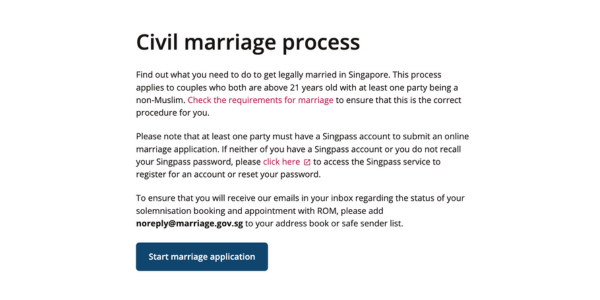 Civil marriage process
Find out what you need to do to get legally married in Singapore. This process
applies to couples who both are above 21 years old with at least one party being a
non-Muslim. Check the requirements for marriage to ensure that this is the correct
procedure for you.
Please note that at least one party must have a Singpass account to submit an online
marriage application. If neither of you have a Singpass account or you do not recall
your Singpass password, please click here to access the Singpass service to
register for an account or reset your password.
To ensure that you will receive our emails in your inbox regarding the status of your
solemnisation booking and appointment with ROM, please add
noreply@marriage.gov.sg to your address book or safe sender list.
Start marriage application